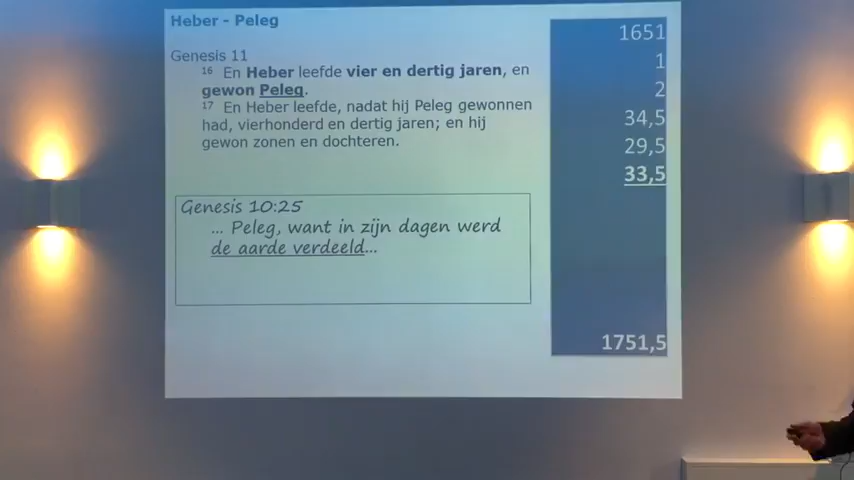 Heber - Peleg
Genesis 11
16 En Heber leefde vier en dertig jaren, en
gewon Peleg.
17 En Heber leefde, nadat hij Peleg gewonnen
had, vierhonderd en dertig jaren; en hij
gewon zonen en dochteren.
Genesis 10:25
... Peleg, want in zijn dagen werd
de aarde verdeeld...
1651
1
2
34,5
29,5
33,5
1751,5